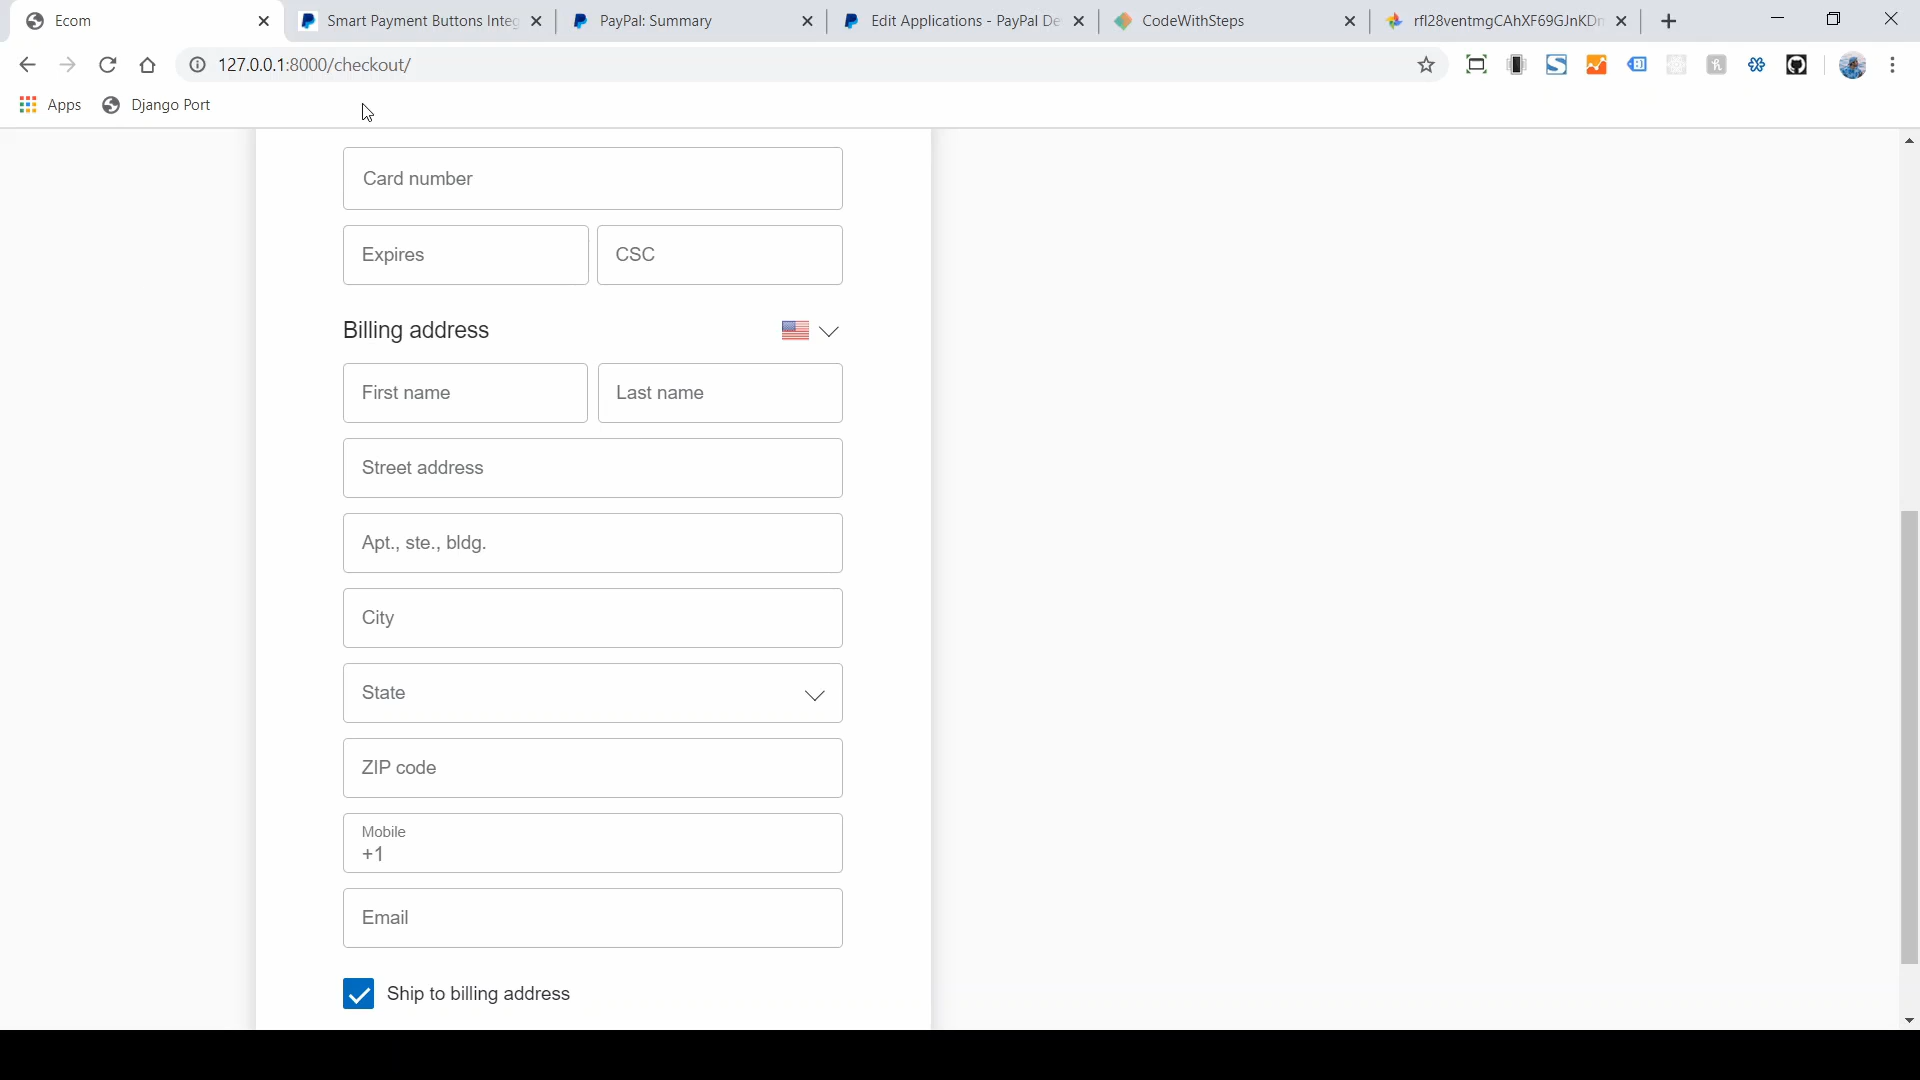 Ecom
Smart Payment Buttons Integ
PayPal: Summary
Edit Applications - PayPal De
CodeWithSteps
rfl28ventmgCAhXF69GJnKDm
127.0.0.1:8000/checkout/
Apps
Django Port
Card number
Expires
CSC
Billing address
First name
Last name
Street address
Apt., ste., bldg.
City
State
ZIP code
Mobile
+1
Email
Ship to billing address